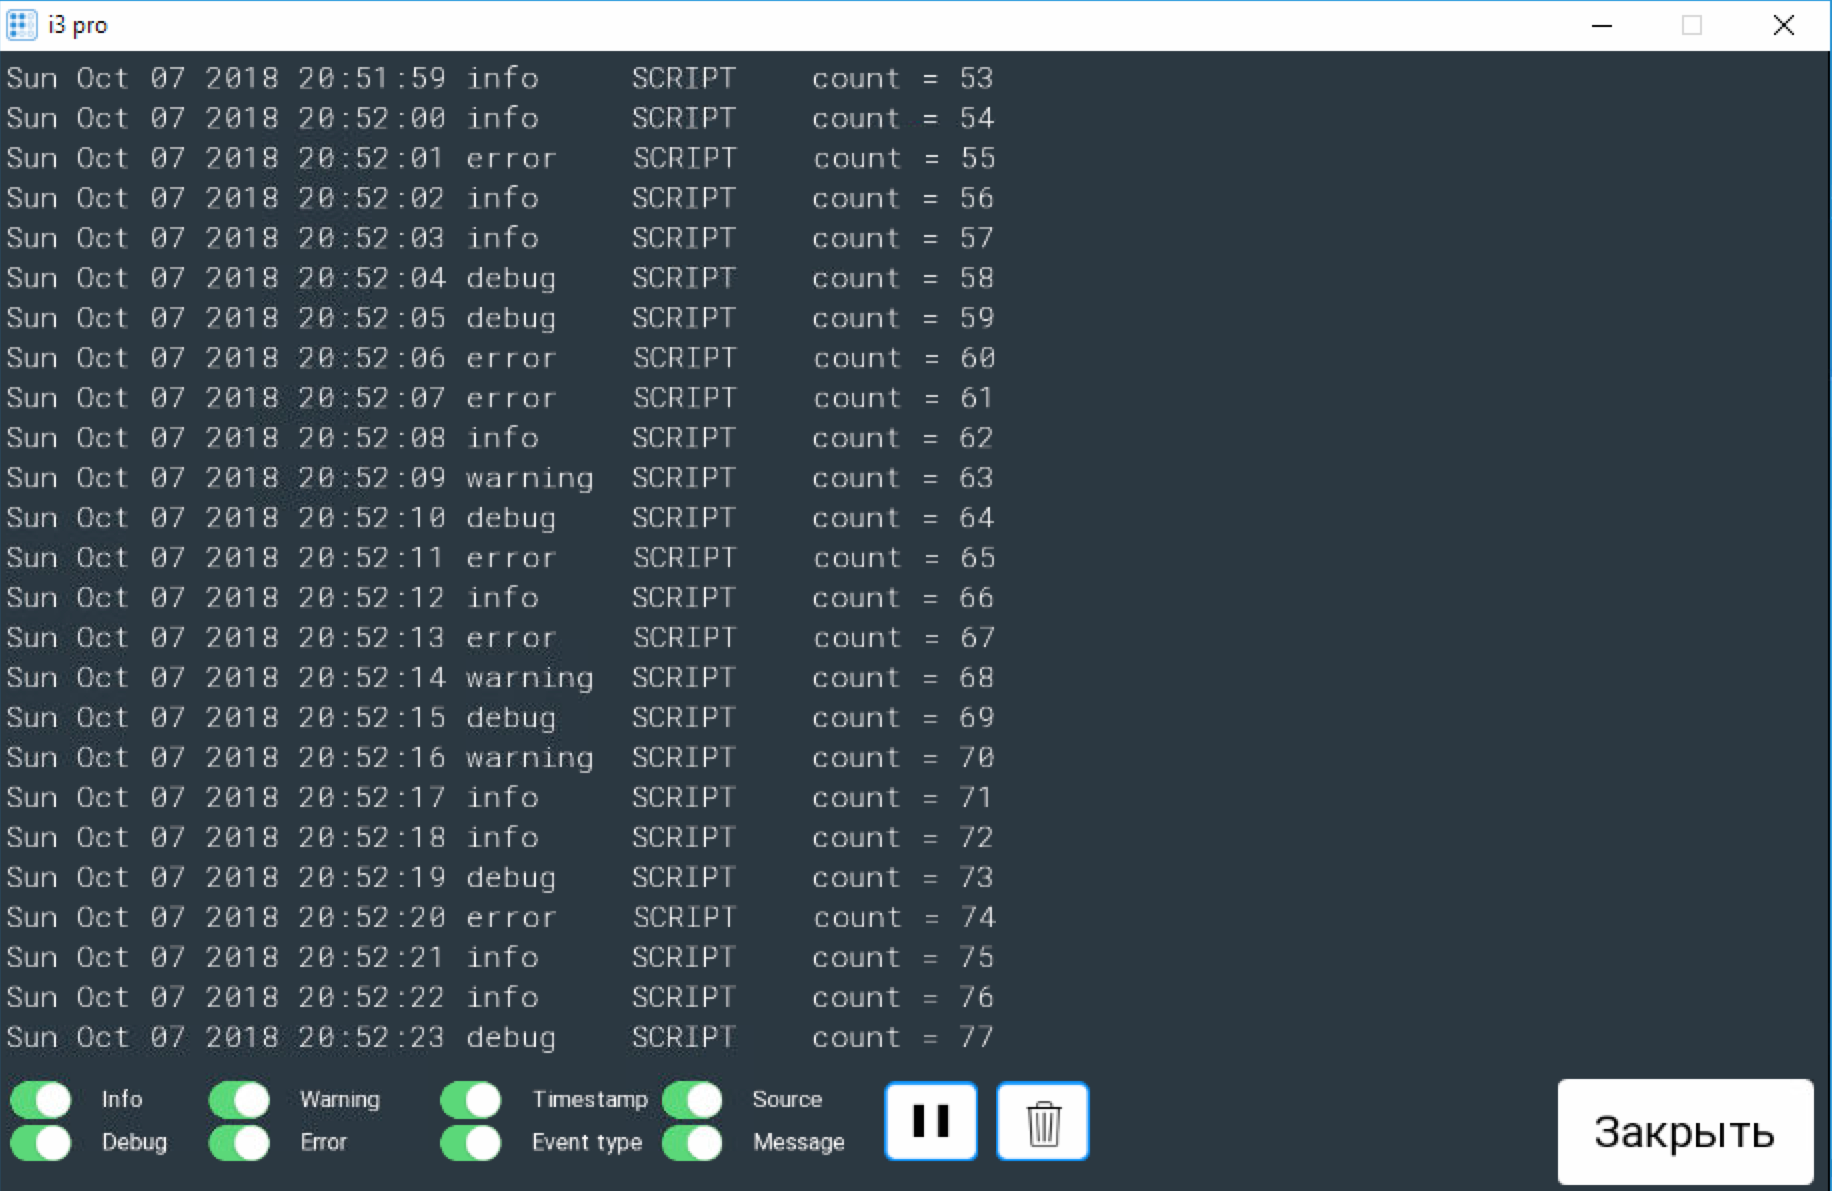 i3 pro
Sun Oct 07 2018 20:51:59 info SCRIPT count = 53
Sun Oct 07 2018 20:52:00 info SCRIPT count = 54
Sun Oct 07 2018 20:52:01 error SCRIPT count = 55
Sun Oct 07 2018 20:52:02 info SCRIPT count = 56
Sun Oct 07 2018 20:52:03 info SCRIPT count = 57
Sun Oct 07 2018 20:52:04 debug SCRIPT count = 58
Sun Oct 07 2018 20:52:05 debug SCRIPT count = 59
Sun Oct 07 2018 20:52:06 error SCRIPT count = 60
Sun Oct 07 2018 20:52:07 error SCRIPT count = 61
Sun Oct 07 2018 20:52:08 info SCRIPT count = 62
Sun Oct 07 2018 20:52:09 warning SCRIPT count = 63
Sun Oct 07 2018 20:52:10 debug SCRIPT count = 64
Sun Oct 07 2018 20:52:11 error SCRIPT count = 65
Sun Oct 07 2018 20:52:12 info SCRIPT count = 66
Sun Oct 07 2018 20:52:13 error SCRIPT count = 67
Sun Oct 07 2018 20:52:14 warning SCRIPT count = 68
Sun Oct 07 2018 20:52:15 debug SCRIPT count = 69
Sun Oct 07 2018 20:52:16 warning SCRIPT count = 70
Sun Oct 07 2018 20:52:17 info SCRIPT count = 71
Sun Oct 07 2018 20:52:18 info SCRIPT count = 72
Sun Oct 07 2018 20:52:19 debug SCRIPT count = 73
Sun Oct 07 2018 20:52:20 error SCRIPT count = 74
Sun Oct 07 2018 20:52:21 info SCRIPT count = 75
Sun Oct 07 2018 20:52:22 info SCRIPT count = 76
Sun Oct 07 2018 20:52:23 debug SCRIPT count = 77
Info Warning Timestamp Source
Debug Error Event type Message
Закрыть